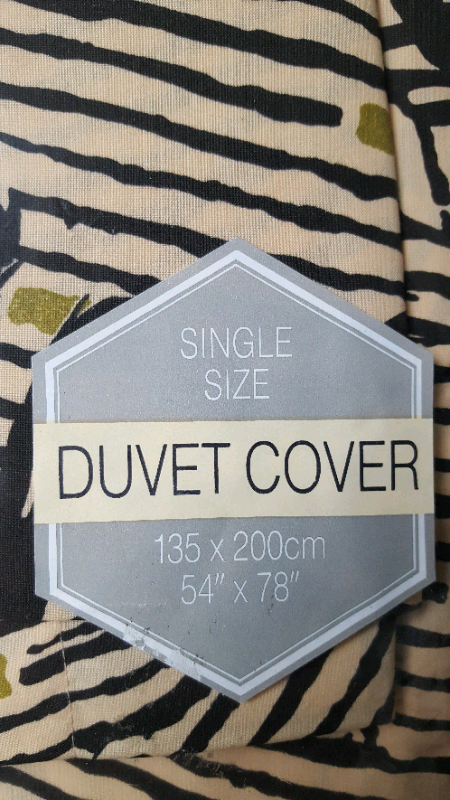 SINGLE
SIZE
DUVET COVER
135 x 200cm
54" x 78"